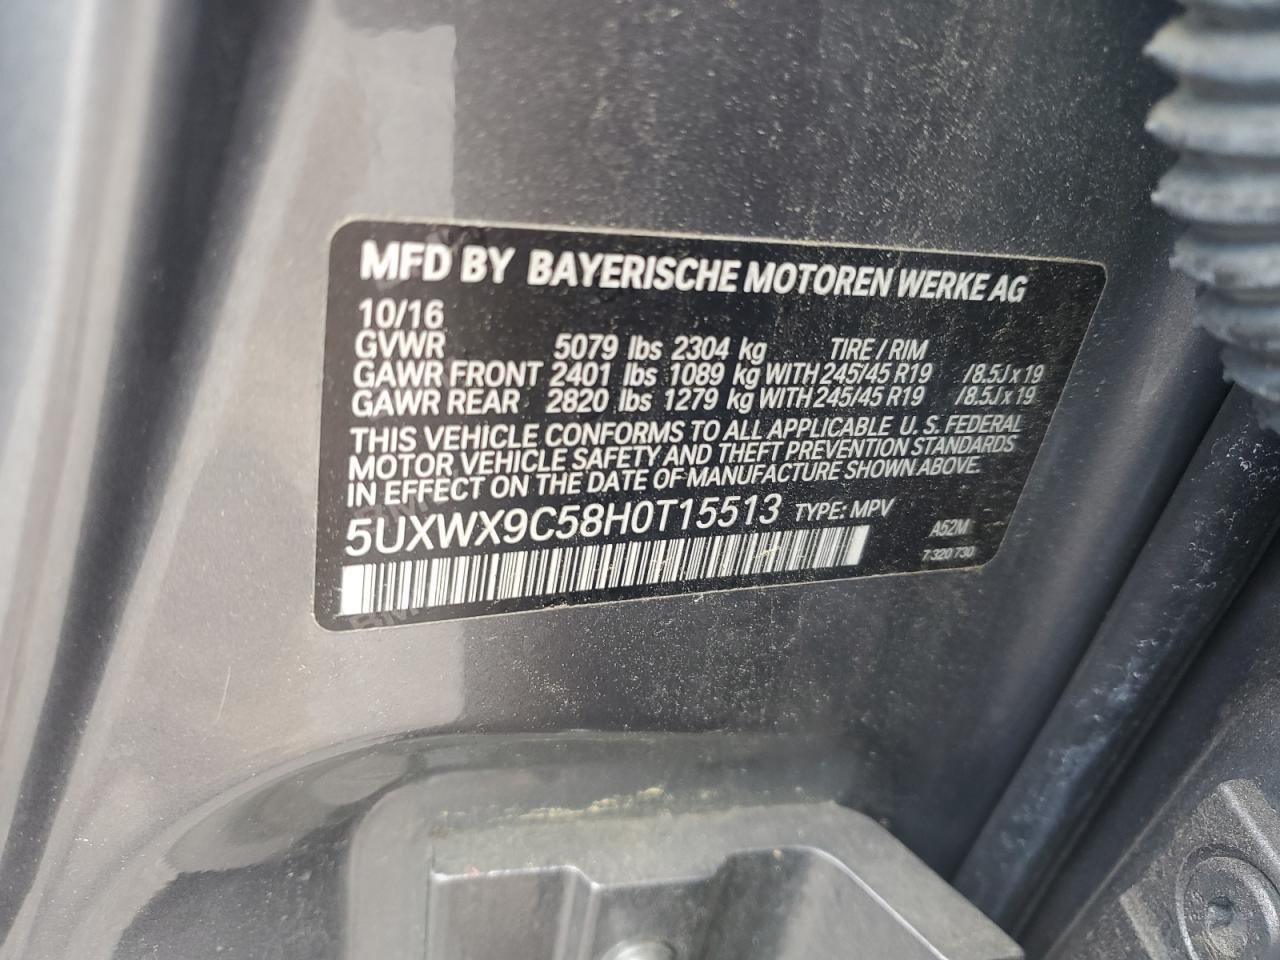 MFD BY BAYERISCHE MOTOREN WERKE AG
10/16
GVWR 5079 lbs 2304 kg TIRE / RIM
GAWR FRONT 2401 lbs 1089 kg WITH 245/45 R19 / 8.5J x 19
GAWR REAR 2820 lbs 1279 kg WITH 245/45 R19 / 8.5J x 19
THIS VEHICLE CONFORMS TO ALL APPLICABLE U. S. FEDERAL
MOTOR VEHICLE SAFETY AND THEFT PREVENTION STANDARDS
IN EFFECT ON THE DATE OF MANUFACTURE SHOWN ABOVE.
5UXWX9C58H0T15513 TYPE: MPV
A52M
7 320 730